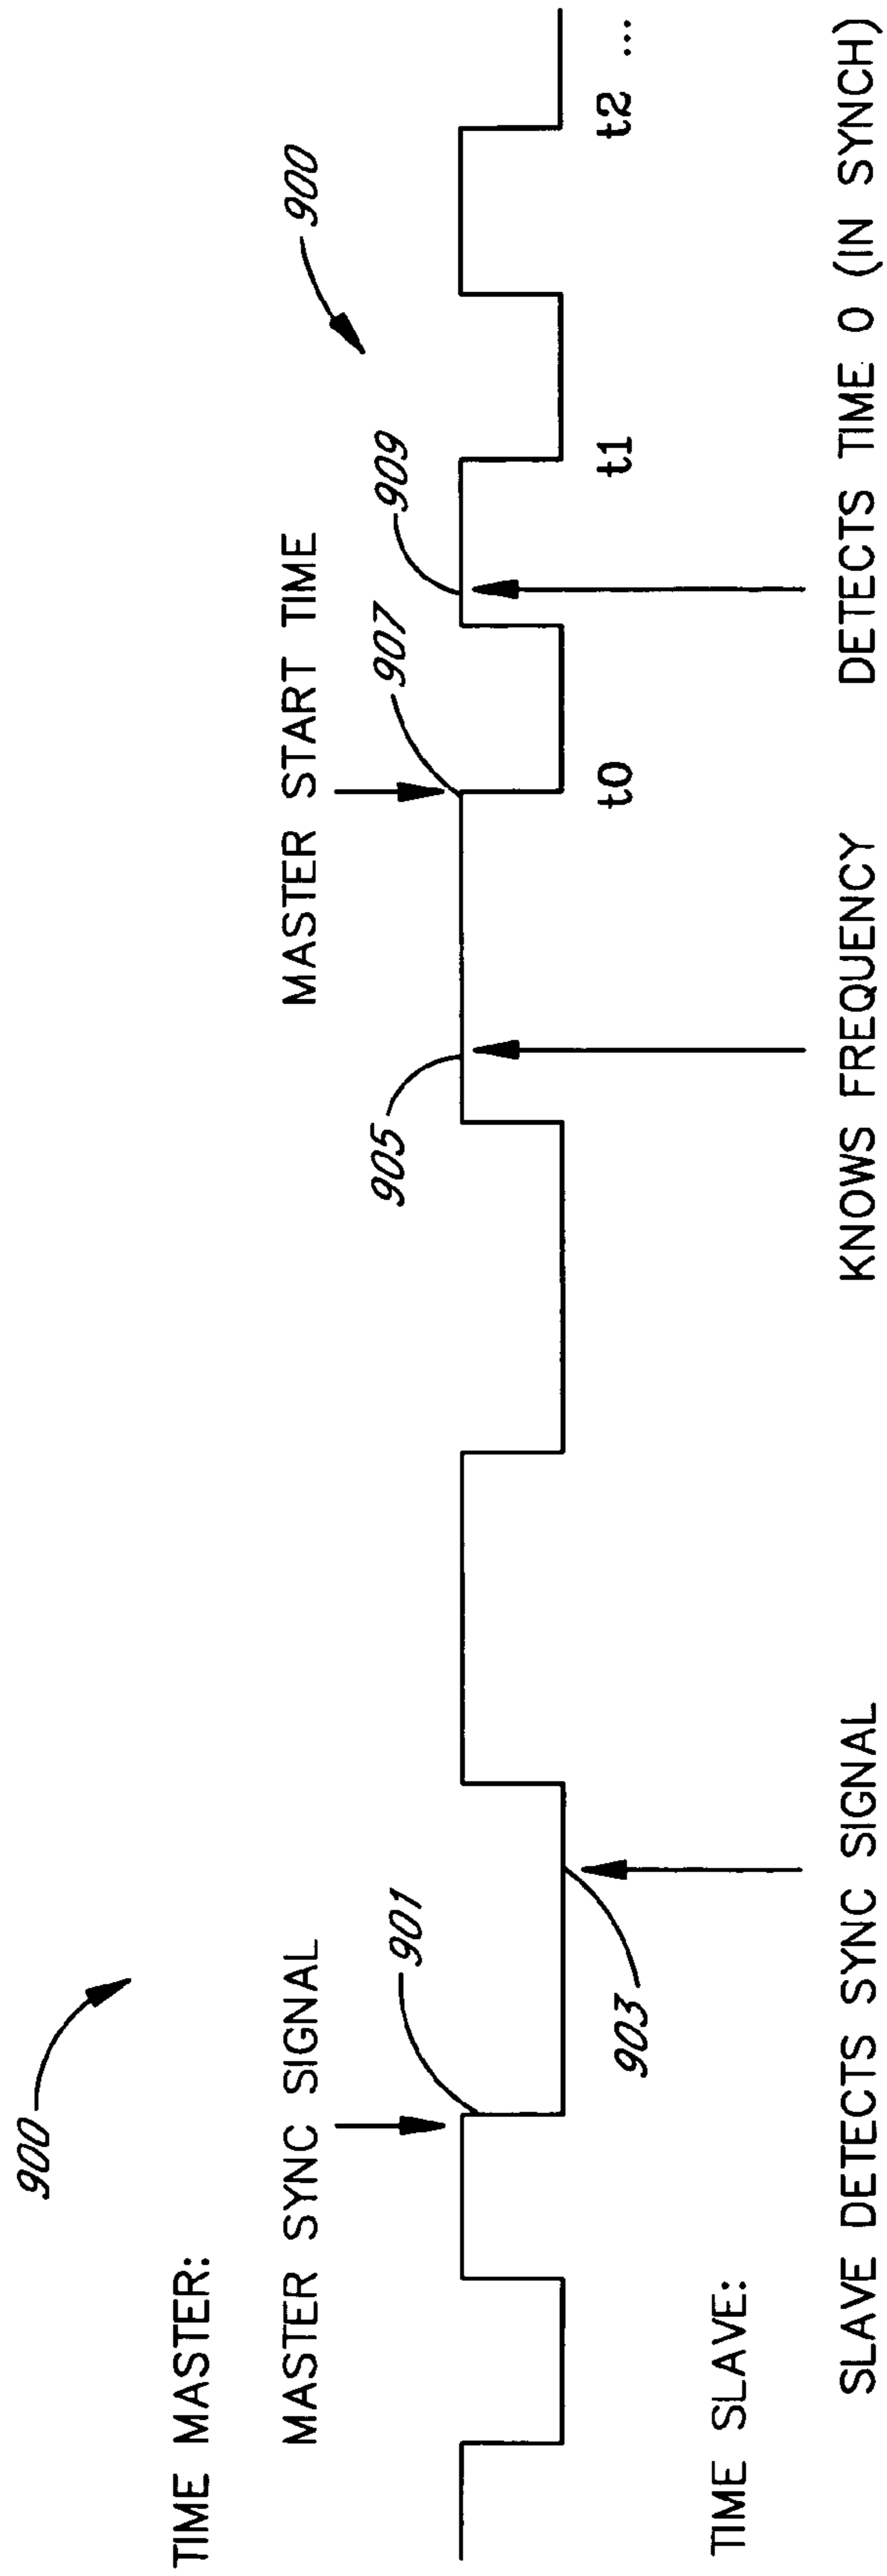 900
TIME MASTER:
MASTER SYNC SIGNAL
MASTER START TIME
900
901
905
907
909
903
t0
t1
t2 ...
TIME SLAVE:
SLAVE DETECTS SYNC SIGNAL
KNOWS FREQUENCY
DETECTS TIME 0 (IN SYNCH)